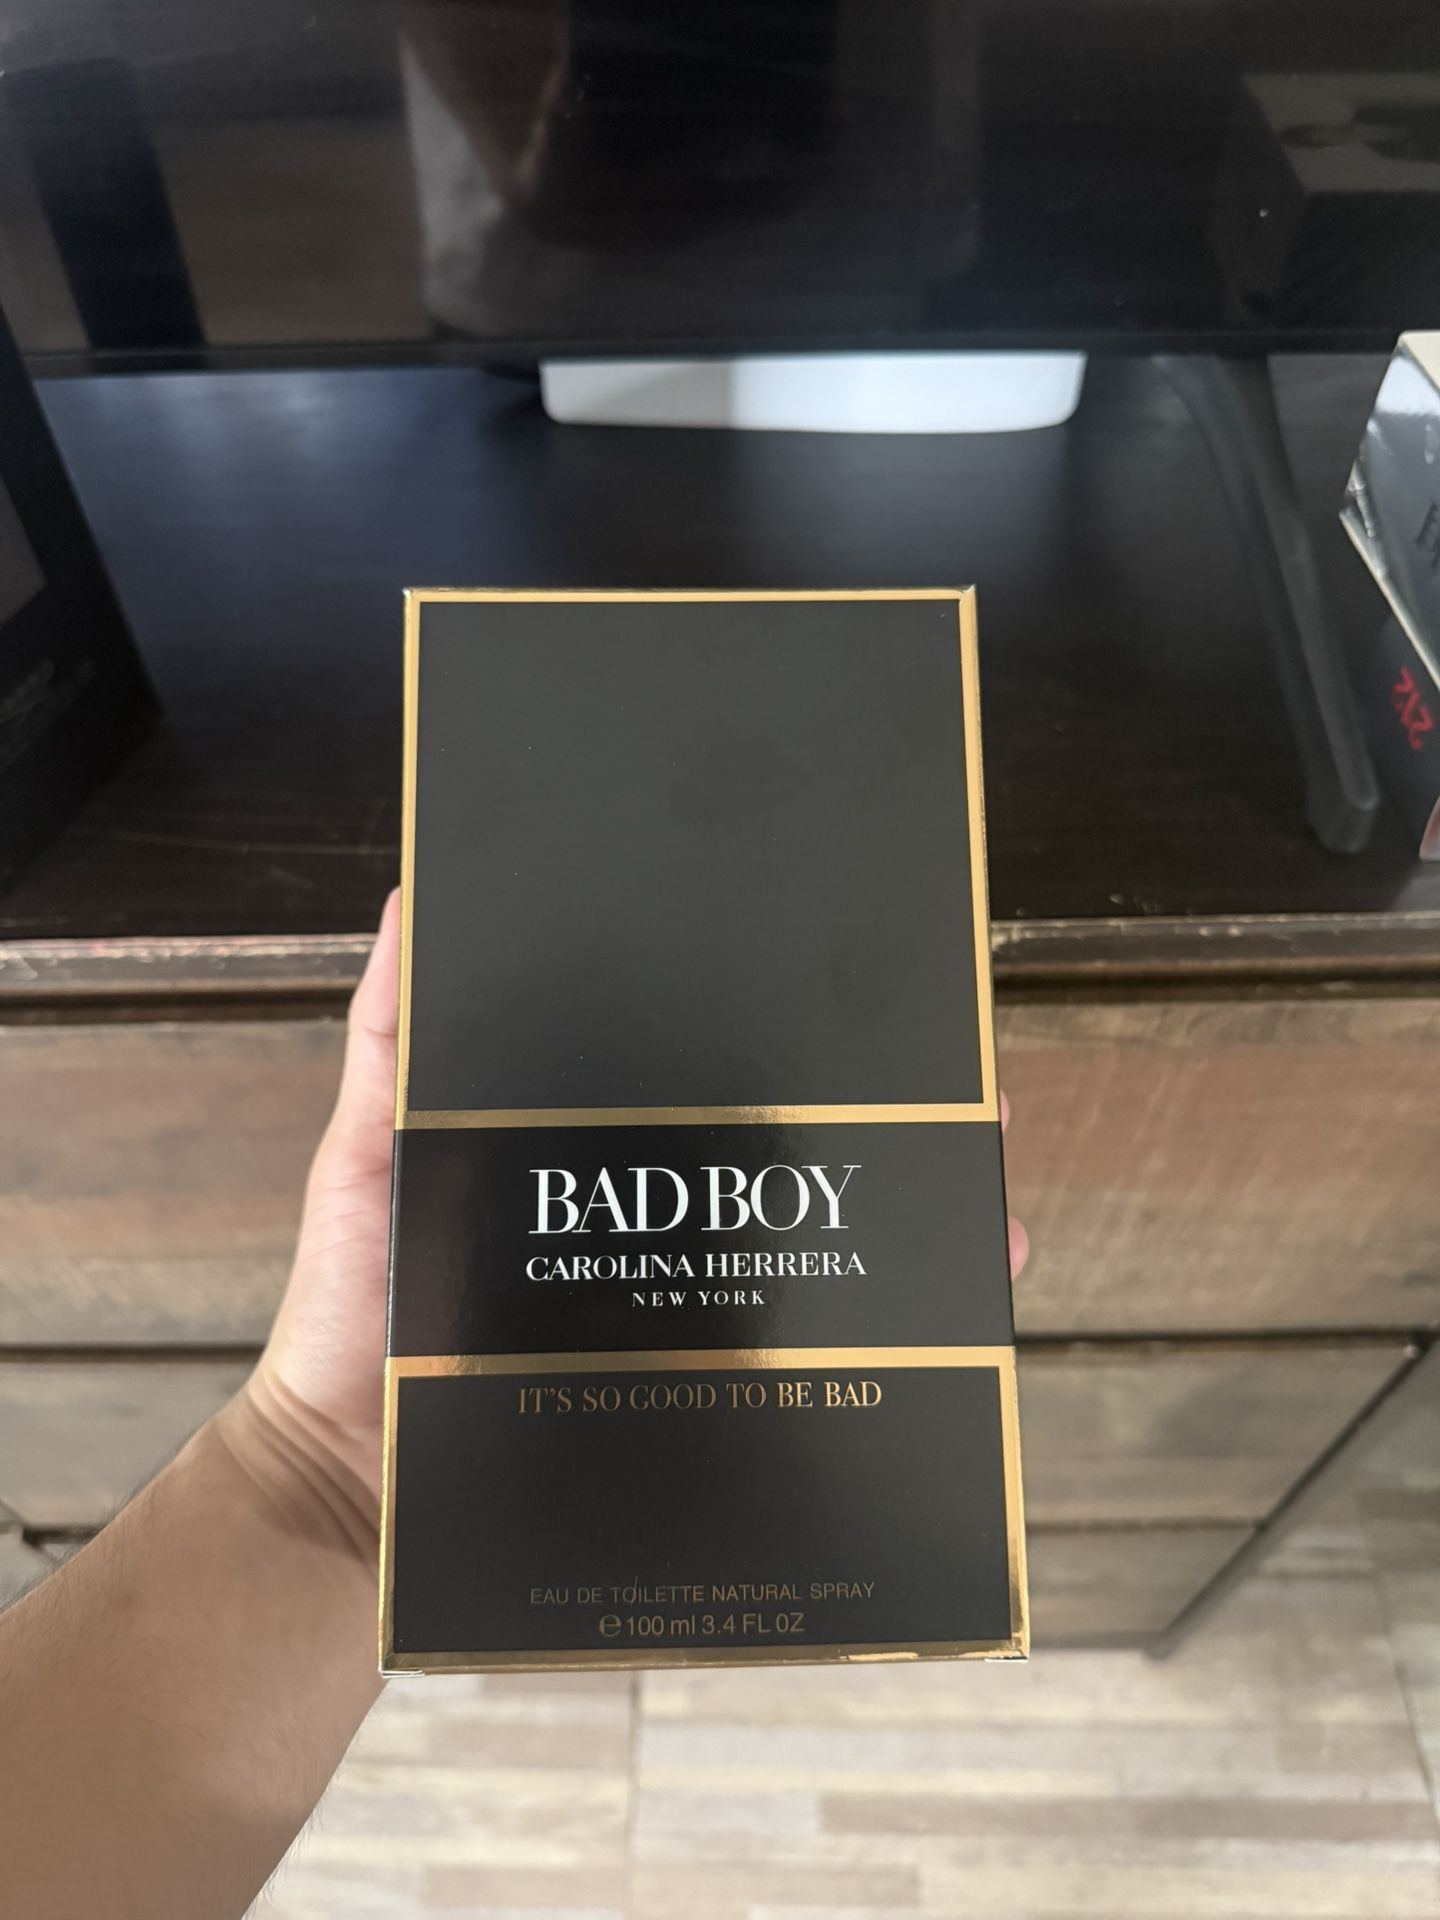 BAD BOY
CAROLINA HERRERA
NEW YORK
IT'S SO GOOD TO BE BAD
EAU DE TOILETTE NATURAL SPRAY
℮100 ml 3.4 FL 0Z